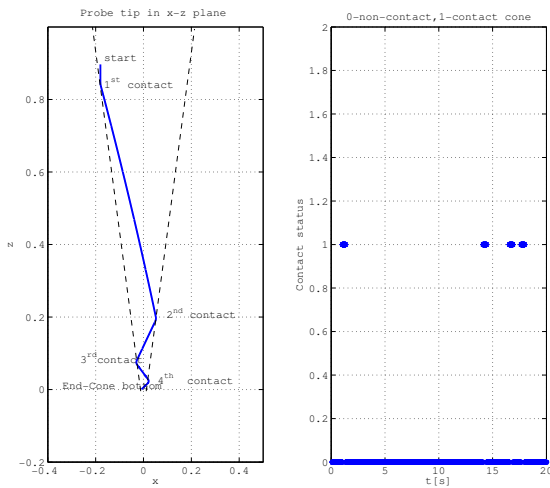 Probe tip in x-z plane
0-non-contact,1-contact cone
start
1st contact
2nd contact
3rd contact
4th contact
End-Cone bottom
0.8
0.6
0.4
0.2
0
-0.2
-0.4 -0.2 0 0.2 0.4
x
z
2
1.8
1.6
1.4
1.2
1
0.8
0.6
0.4
0.2
0
0 5 10 15 20
t[s]
Contact status